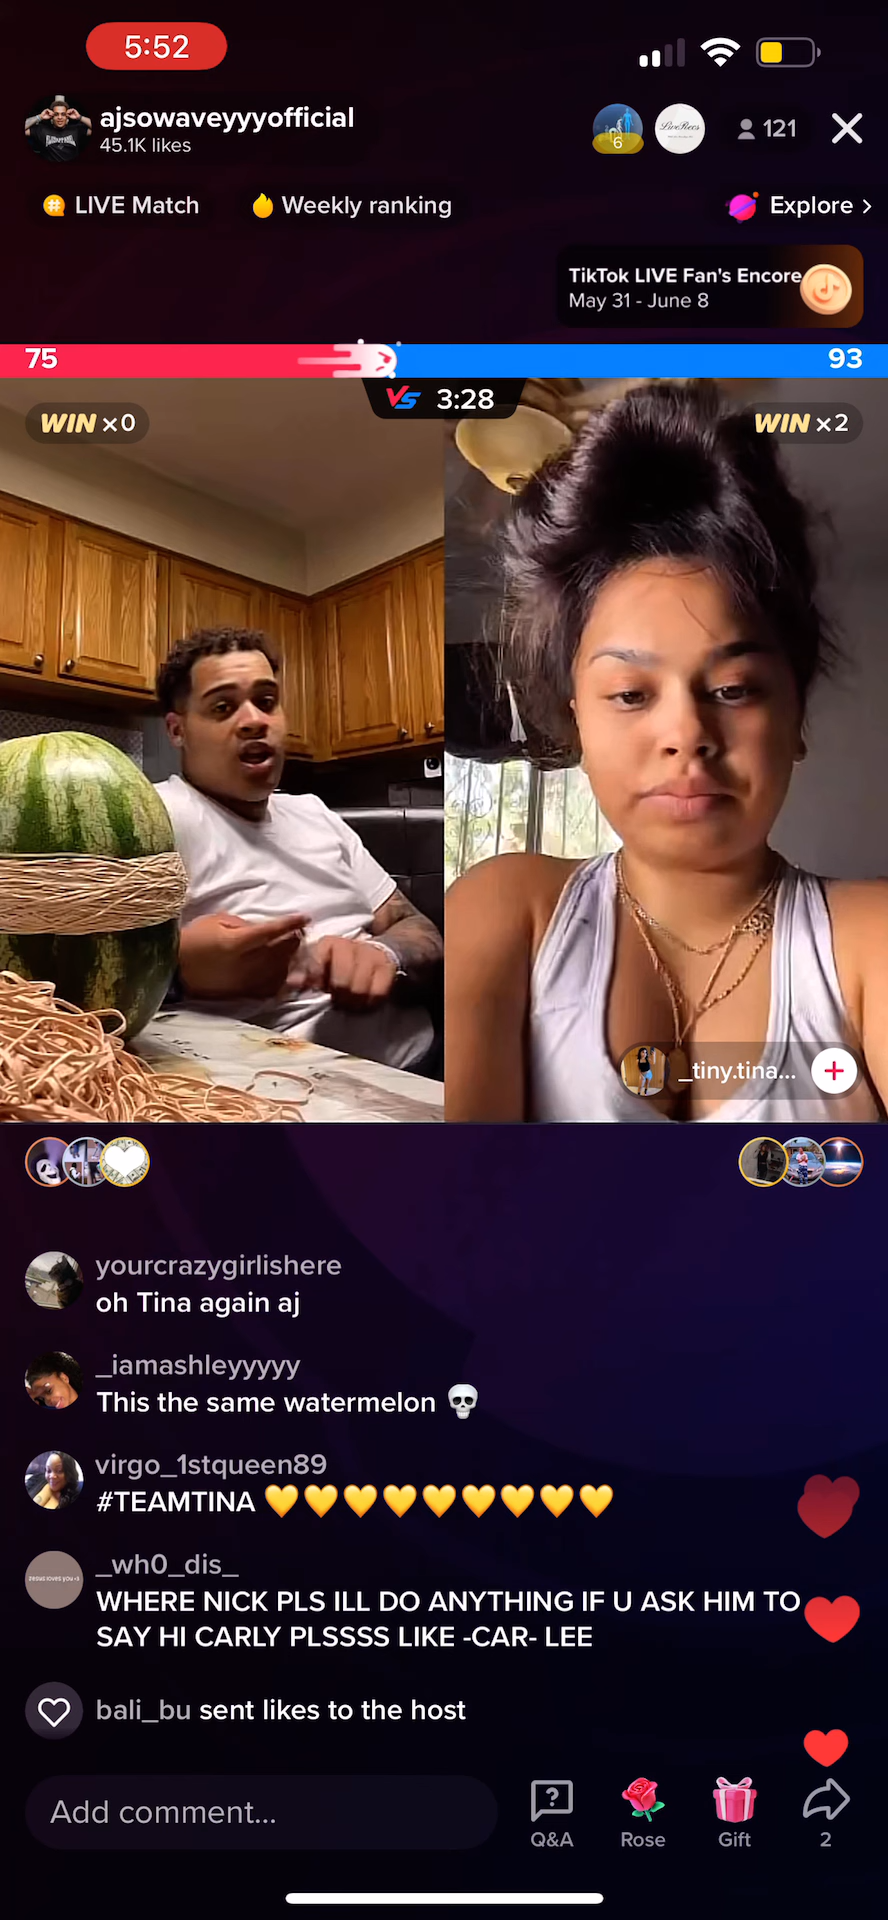 5:52
ajsowaveyyyofficial
45.1K likes
6
LiveRecs
121
LIVE Match
Weekly ranking
Explore >
TikTok LIVE Fan's Encore
May 31 - June 8
75
93
VS 3:28
WIN x0
WIN x2
_tiny.tina...
yourcrazygirlishere
oh Tina again aj
_iamashleyyyyy
This the same watermelon 💀
virgo_1stqueen89
#TEAMTINA 💛💛💛💛💛💛💛💛💛
_wh0_dis_
WHERE NICK PLS ILL DO ANYTHING IF U ASK HIM TO
SAY HI CARLY PLSSSS LIKE -CAR- LEE
bali_bu sent likes to the host
Add comment...
Q&A
Rose
Gift
2